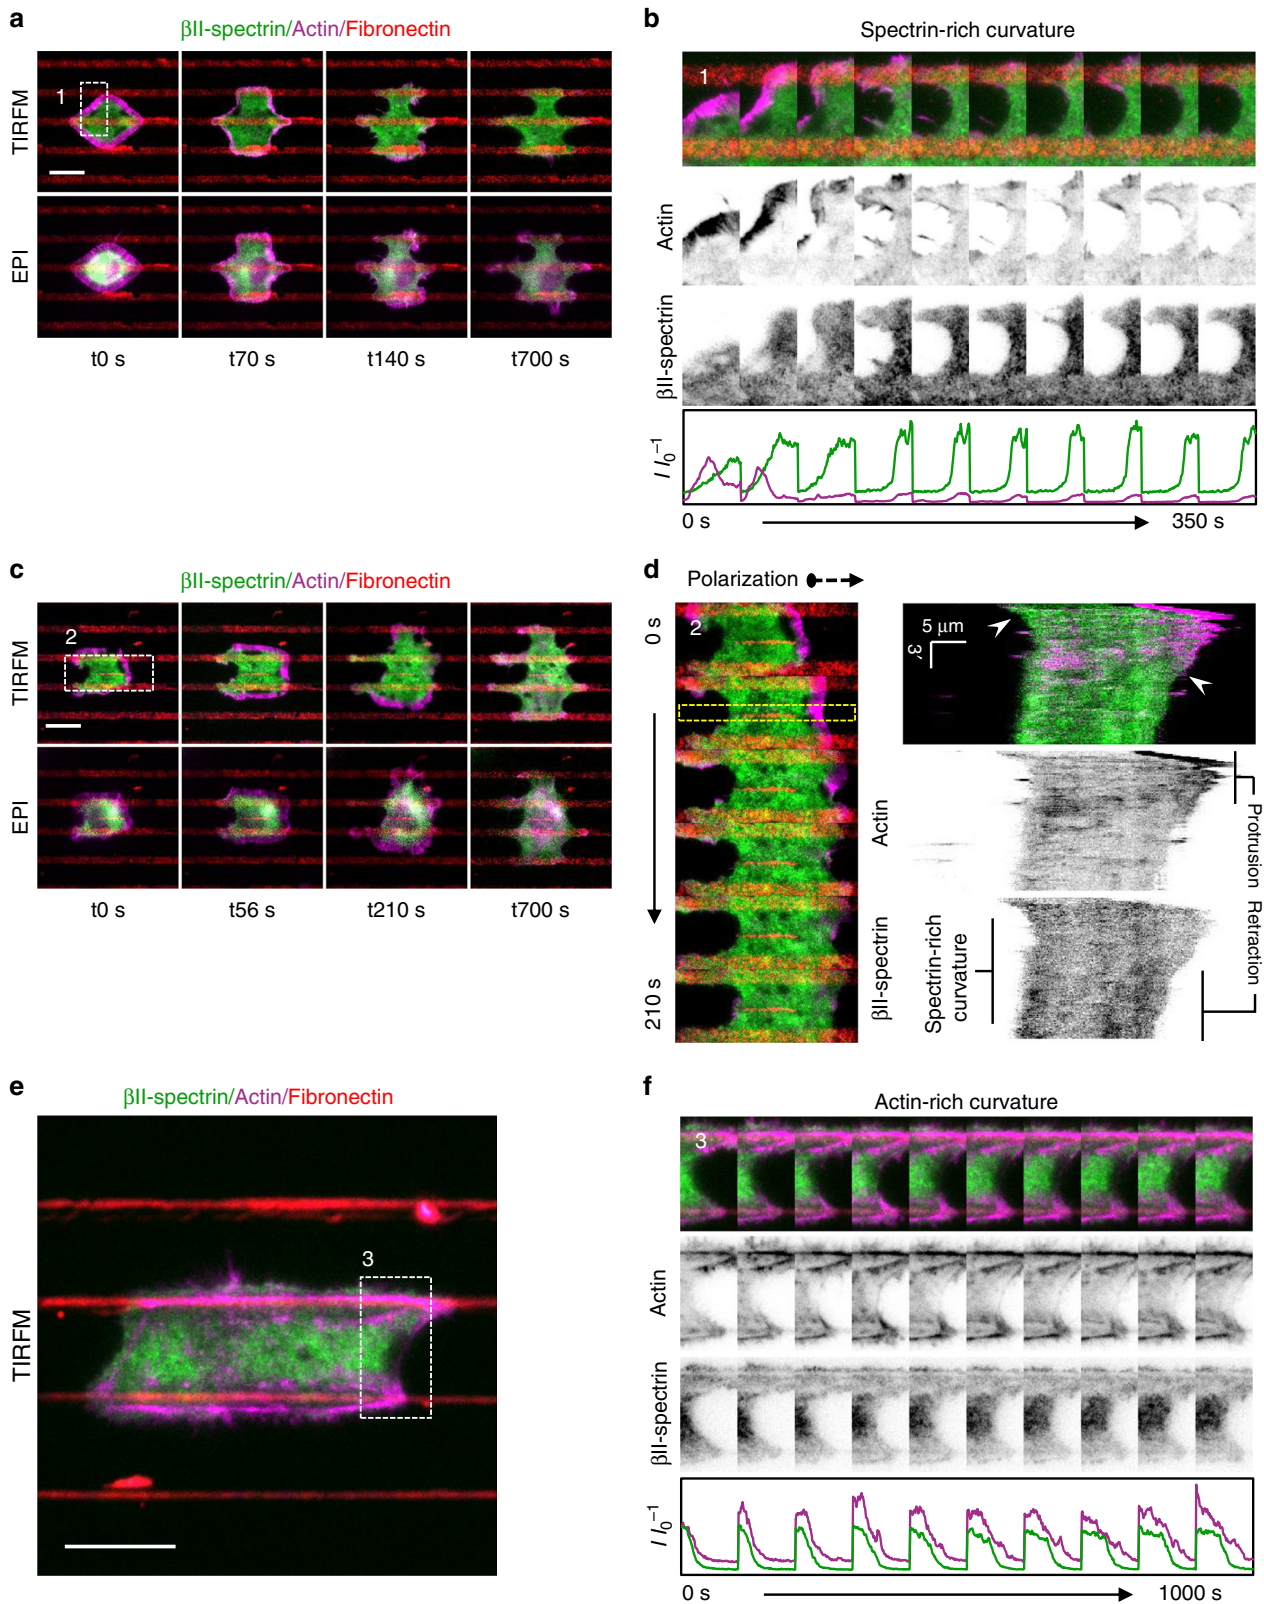 a
βII-spectrin/Actin/Fibronectin
TIRFM
1
EPI
t0 s
t70 s
t140 s
t700 s
b
Spectrin-rich curvature
1
Actin
βII-spectrin
I I₀⁻¹
0 s
350 s
c
βII-spectrin/Actin/Fibronectin
TIRFM
2
EPI
t0 s
t56 s
t210 s
t700 s
d
Polarization
0 s
2
210 s
5 μm
3′
Actin
βII-spectrin
Protrusion
Retraction
Spectrin-rich
curvature
e
βII-spectrin/Actin/Fibronectin
TIRFM
3
f
Actin-rich curvature
3
Actin
βII-spectrin
I I₀⁻¹
0 s
1000 s